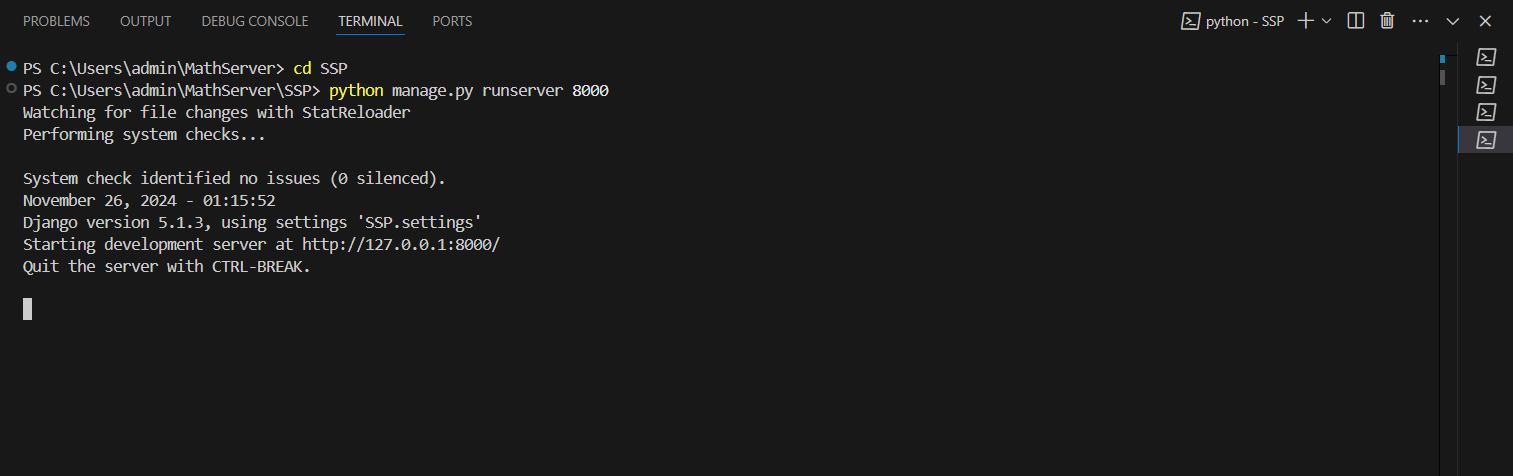 PROBLEMS OUTPUT DEBUG CONSOLE TERMINAL PORTS python - SSP
PS C:\Users\admin\MathServer> cd SSP
PS C:\Users\admin\MathServer\SSP> python manage.py runserver 8000
Watching for file changes with StatReloader
Performing system checks...
System check identified no issues (0 silenced).
November 26, 2024 - 01:15:52
Django version 5.1.3, using settings 'SSP.settings'
Starting development server at http://127.0.0.1:8000/
Quit the server with CTRL-BREAK.